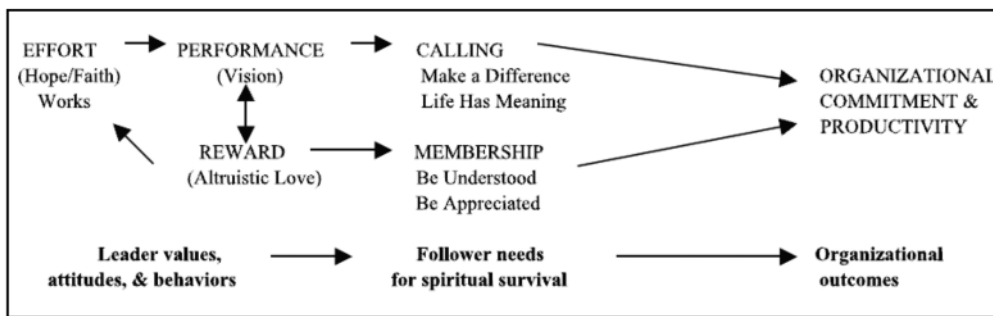 EFFORT
(Hope/Faith)
Works
PERFORMANCE
(Vision)
REWARD
(Altruistic Love)
CALLING
Make a Difference
Life Has Meaning
MEMBERSHIP
Be Understood
Be Appreciated
ORGANIZATIONAL
COMMITMENT &
PRODUCTIVITY
Leader values,
attitudes, & behaviors
Follower needs
for spiritual survival
Organizational
outcomes